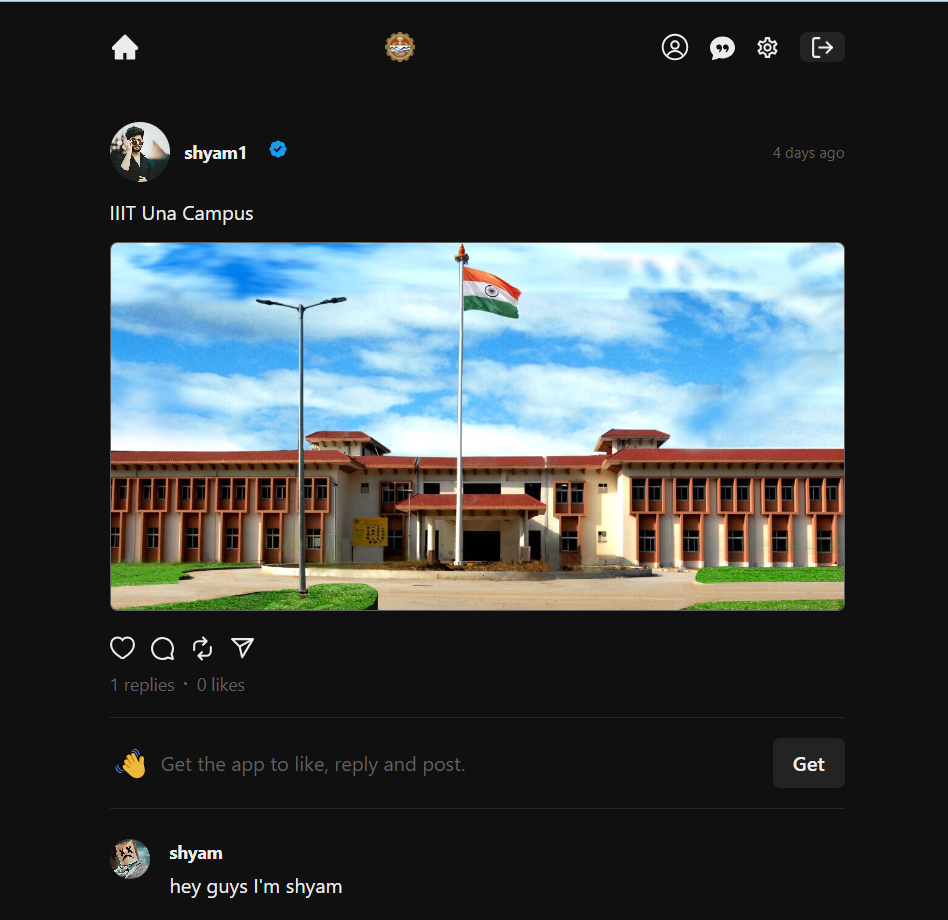 shyam1
4 days ago
IIIT Una Campus
1 replies · 0 likes
Get the app to like, reply and post.
Get
shyam
hey guys I'm shyam